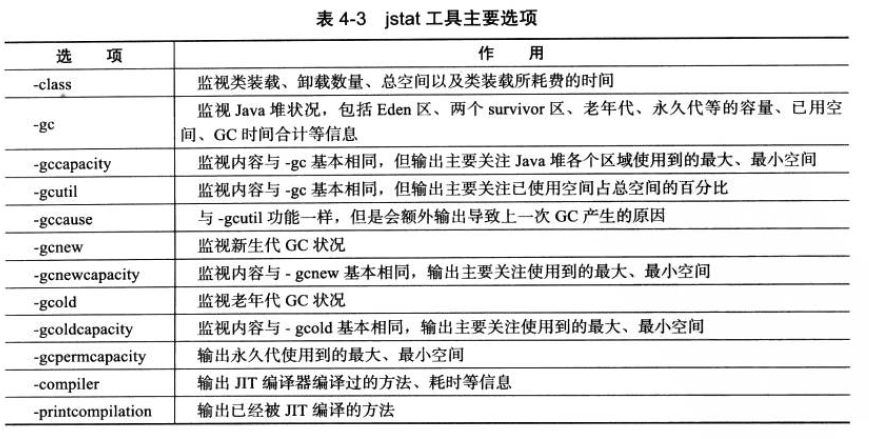 表 4-3 jstat 工具主要选项
选 项 作 用
-class 监视类装载、卸载数量、总空间以及类装载所耗费的时间
-gc 监视 Java 堆状况，包括 Eden 区、两个 survivor 区、老年代、永久代等的容量、已用空
间、GC 时间合计等信息
-gccapacity 监视内容与 -gc 基本相同，但输出主要关注 Java 堆各个区域使用到的最大、最小空间
-gcutil 监视内容与 -gc 基本相同，但输出主要关注已使用空间占总空间的百分比
-gccause 与 -gcutil 功能一样，但是会额外输出导致上一次 GC 产生的原因
-gcnew 监视新生代 GC 状况
-gcnewcapacity 监视内容与 - gcnew 基本相同，输出主要关注使用到的最大、最小空间
-gcold 监视老年代 GC 状况
-gcoldcapacity 监视内容与 - gcold 基本相同，输出主要关注使用到的最大、最小空间
-gcpermcapacity 输出永久代使用到的最大、最小空间
-compiler 输出 JIT 编译器编译过的方法、耗时等信息
-printcompilation 输出已经被 JIT 编译的方法